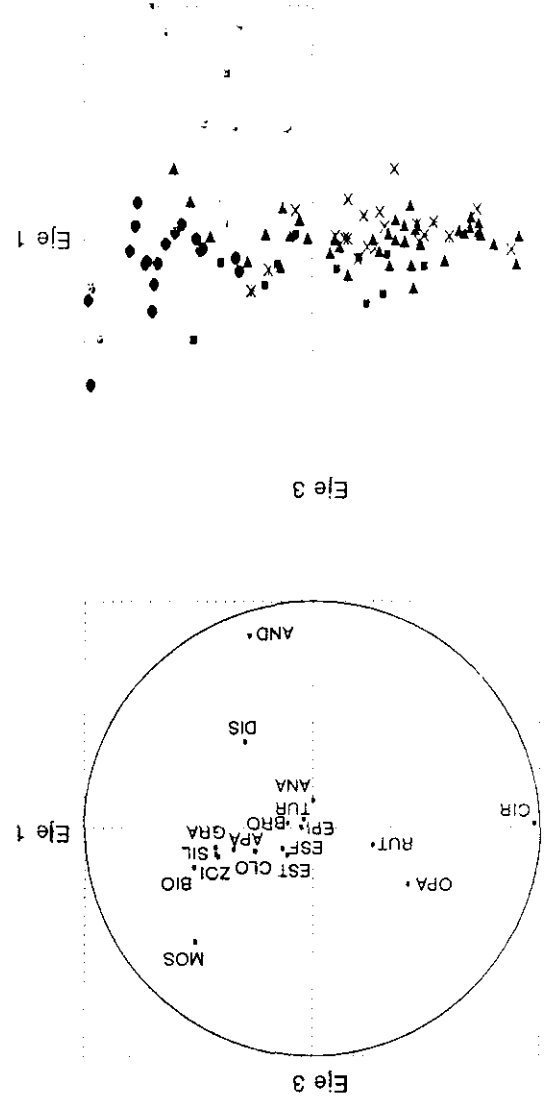 Eje 3
MOS
BIO
OPA
ZOI
CLO
EST
SIL
APA
ESF
RUT
GRA
Eje 1
BRO
EPI
TUR
CIR
ANA
DIS
AND
Eje 3
Eje 1